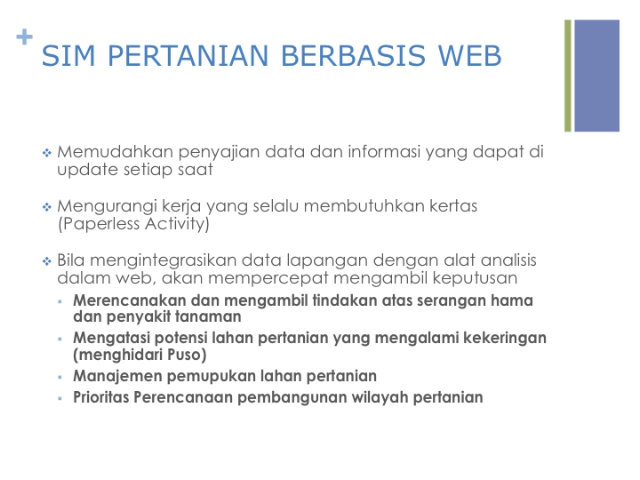 +
SIM PERTANIAN BERBASIS WEB
❖ Memudahkan penyajian data dan informasi yang dapat di
update setiap saat
❖ Mengurangi kerja yang selalu membutuhkan kertas
(Paperless Activity)
❖ Bila mengintegrasikan data lapangan dengan alat analisis
dalam web, akan mempercepat mengambil keputusan
▪ Merencanakan dan mengambil tindakan atas serangan hama
dan penyakit tanaman
▪ Mengatasi potensi lahan pertanian yang mengalami kekeringan
(menghidari Puso)
▪ Manajemen pemupukan lahan pertanian
▪ Prioritas Perencanaan pembangunan wilayah pertanian